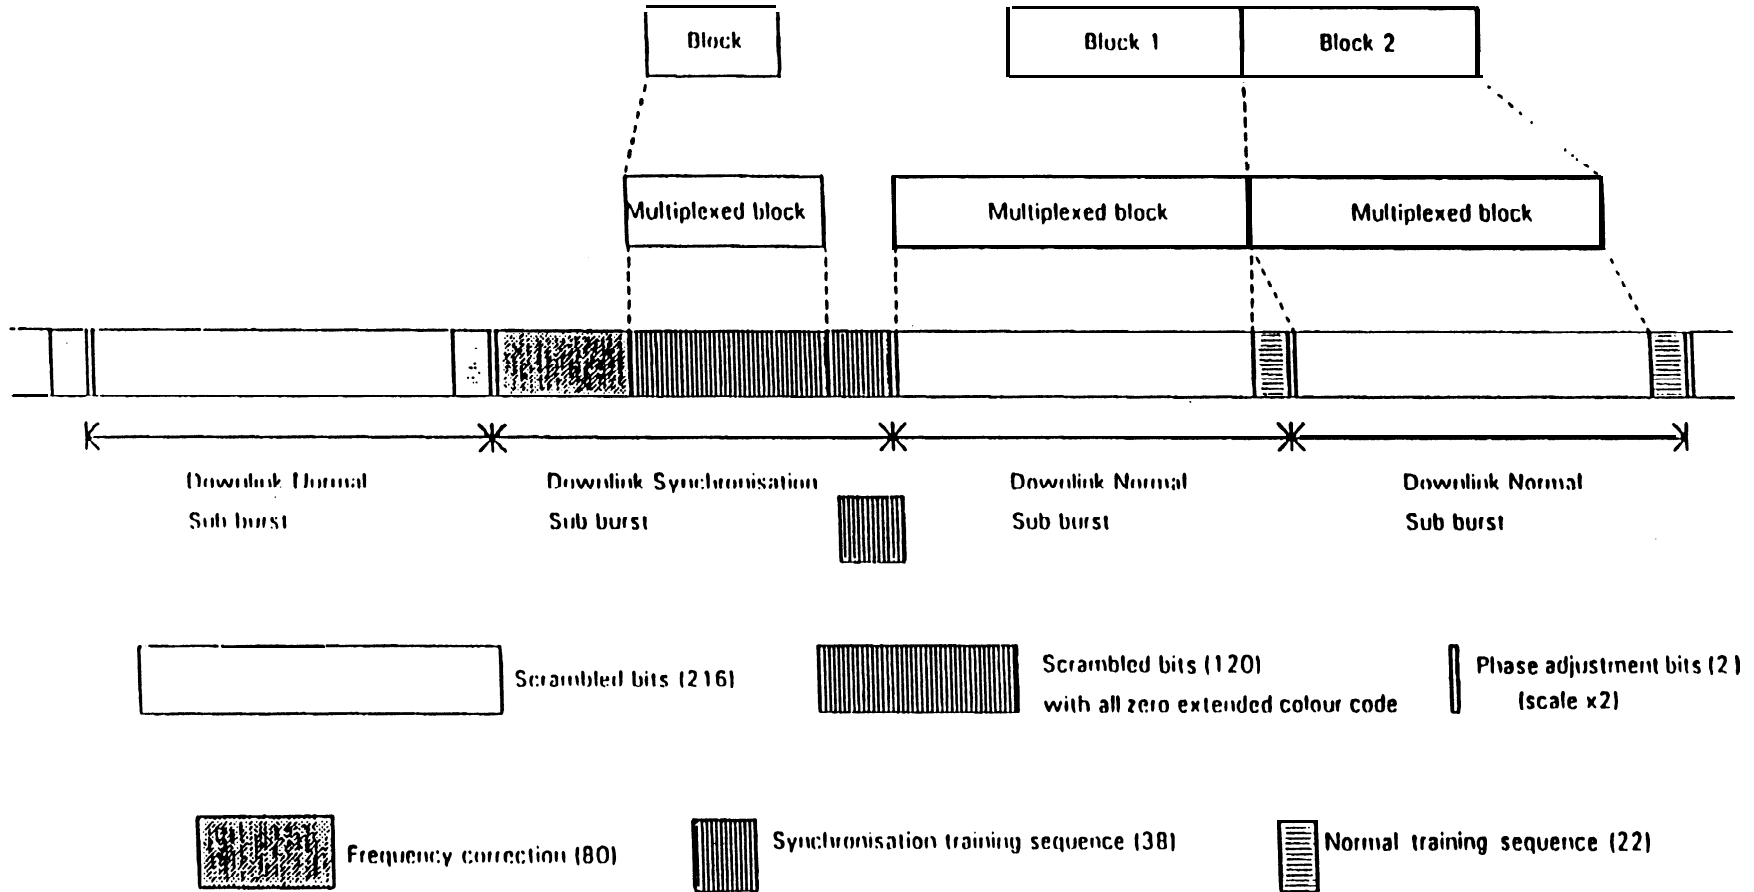 Block
Block 1
Block 2
Multiplexed block
Multiplexed block
Multiplexed block
Downlink Normal
Sub burst
Downlink Synchronisation
Sub burst
Downlink Normal
Sub burst
Downlink Normal
Sub burst
Scrambled bits (216)
Scrambled bits (120)
with all zero extended colour code
Phase adjustment bits (2)
(scale x2)
Frequency correction (80)
Synchronisation training sequence (38)
Normal training sequence (22)